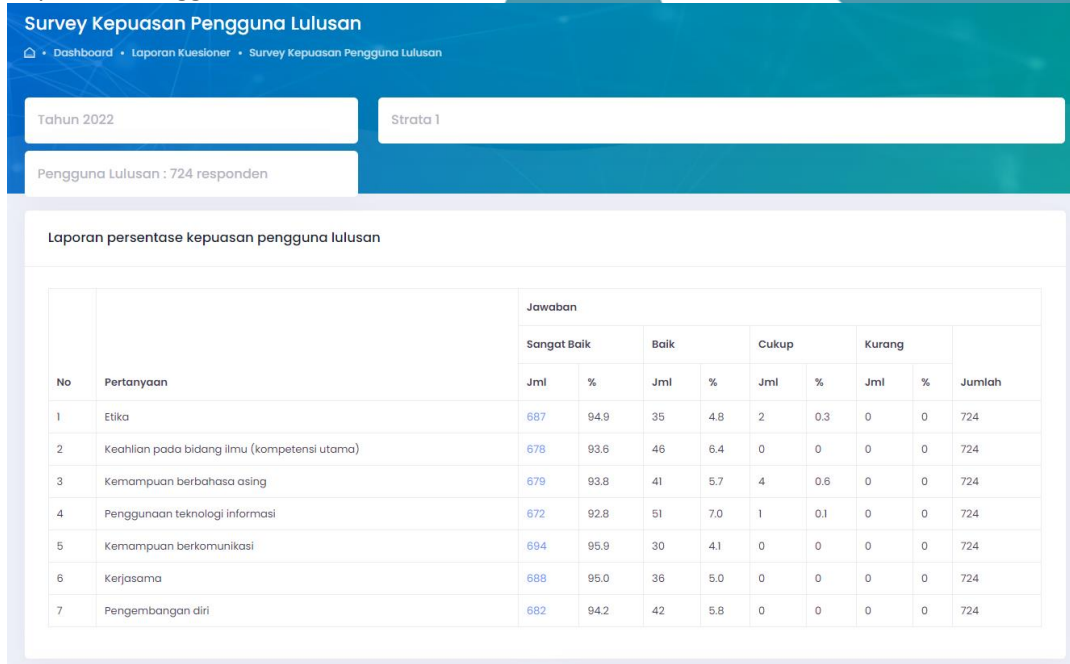 Survey Kepuasan Pengguna Lulusan
Dashboard • Laporan Kuesioner • Survey Kepuasan Pengguna Lulusan
Tahun 2022 Strata 1
Pengguna Lulusan : 724 responden
Laporan persentase kepuasan pengguna lulusan
Jawaban
Sangat Baik Baik Cukup Kurang
No Pertanyaan Jml % Jml % Jml % Jml % Jumlah
1 Etika 687 94.9 35 4.8 2 0.3 0 0 724
2 Keahlian pada bidang ilmu (kompetensi utama) 678 93.6 46 6.4 0 0 0 0 724
3 Kemampuan berbahasa asing 679 93.8 41 5.7 4 0.6 0 0 724
4 Penggunaan teknologi informasi 672 92.8 51 7.0 1 0.1 0 0 724
5 Kemampuan berkomunikasi 694 95.9 30 4.1 0 0 0 0 724
6 Kerjasama 688 95.0 36 5.0 0 0 0 0 724
7 Pengembangan diri 682 94.2 42 5.8 0 0 0 0 724